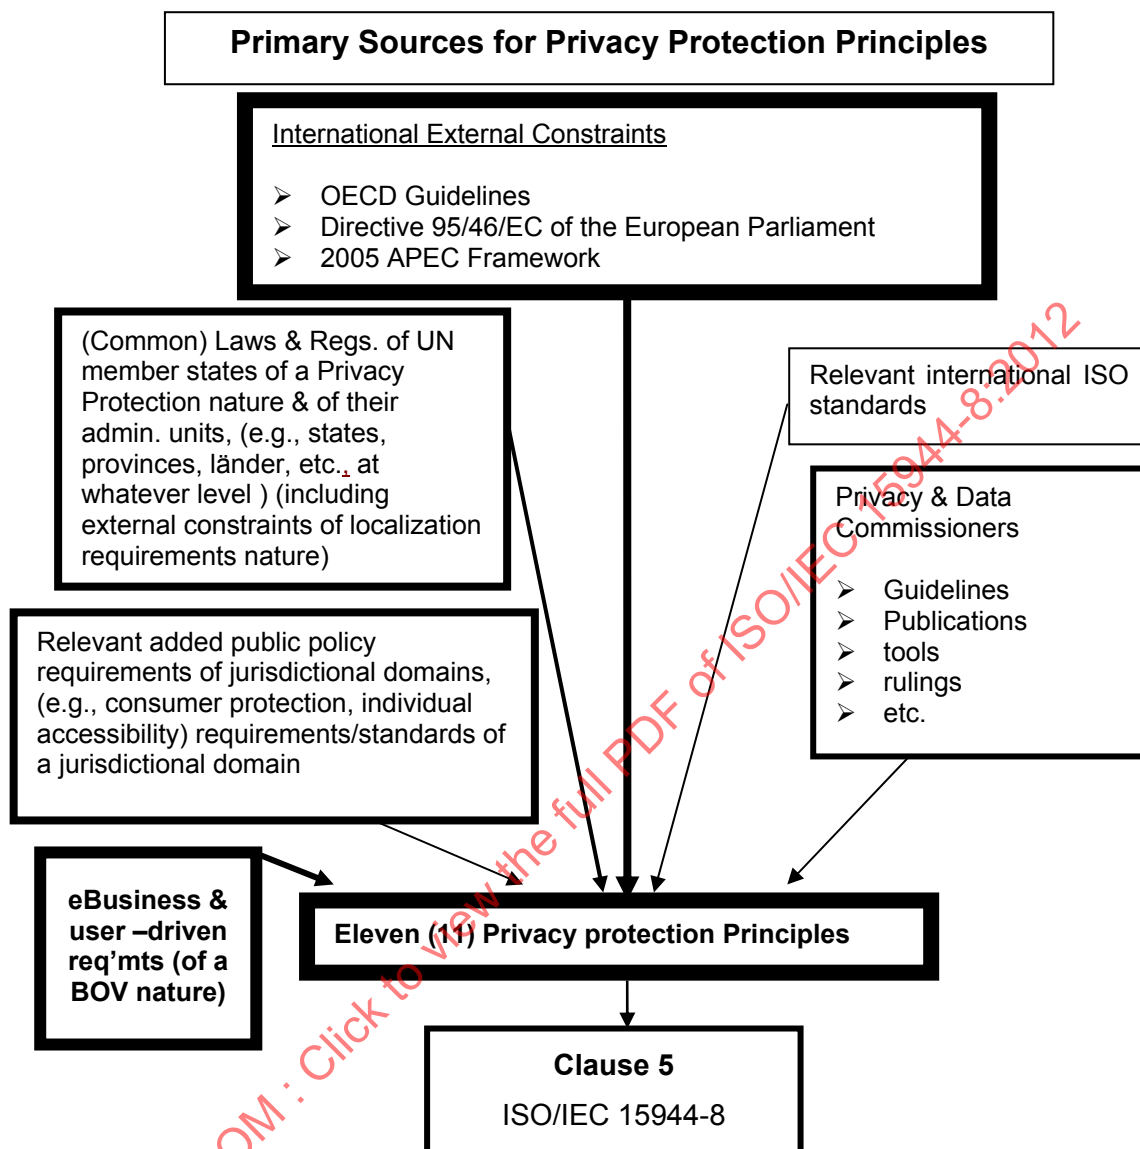 Primary Sources for Privacy Protection Principles
International External Constraints
➢ OECD Guidelines
➢ Directive 95/46/EC of the European Parliament
➢ 2005 APEC Framework
(Common) Laws & Regs. of UN
member states of a Privacy
Protection nature & of their
admin. units, (e.g., states,
provinces, länder, etc., at
whatever level ) (including
external constraints of localization
requirements nature)
Relevant international ISO
standards
Privacy & Data
Commissioners
➢ Guidelines
➢ Publications
➢ tools
➢ rulings
➢ etc.
Relevant added public policy
requirements of jurisdictional domains,
(e.g., consumer protection, individual
accessibility) requirements/standards of
a jurisdictional domain
eBusiness &
user –driven
req’mts (of a
BOV nature)
Eleven (11) Privacy protection Principles
Clause 5
ISO/IEC 15944-8
OM : Click to view the full PDF of ISO/IEC 15944-8:2012